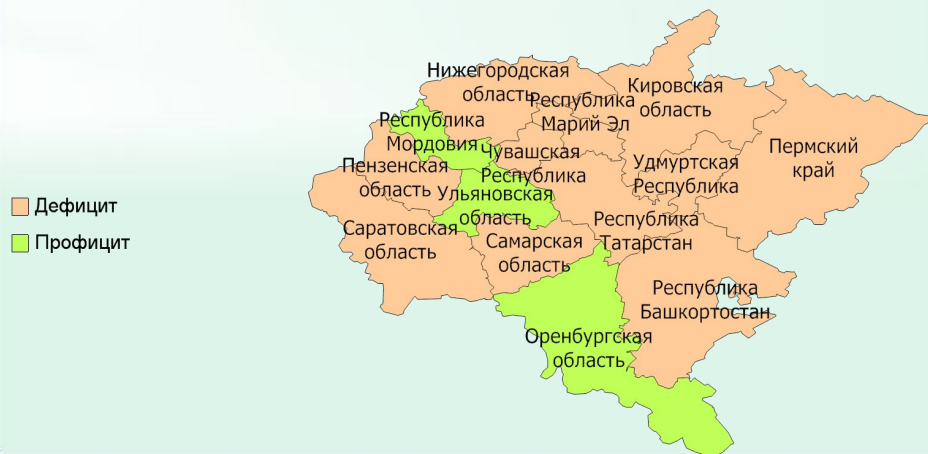 Нижегородская
область
Республика
Марий Эл
Кировская
область
Республика
Мордовия
Чувашская
Республика
Пермский
край
Пензенская
область
Удмуртская
Республика
Ульяновская
область
Дефицит
Профицит
Саратовская
область
Самарская
область
Республика
Татарстан
Республика
Башкортостан
Оренбургская
область